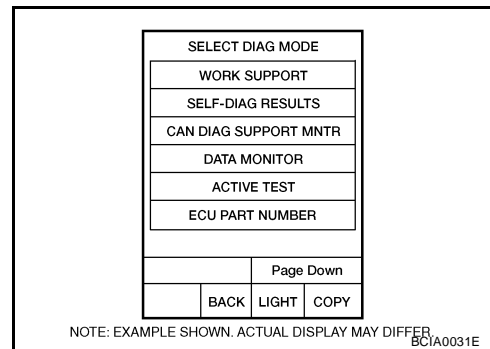 SELECT DIAG MODE
WORK SUPPORT
SELF-DIAG RESULTS
CAN DIAG SUPPORT MNTR
DATA MONITOR
ACTIVE TEST
ECU PART NUMBER
Page Down
BACK LIGHT COPY
NOTE: EXAMPLE SHOWN. ACTUAL DISPLAY MAY DIFFER.
BCIA0031E